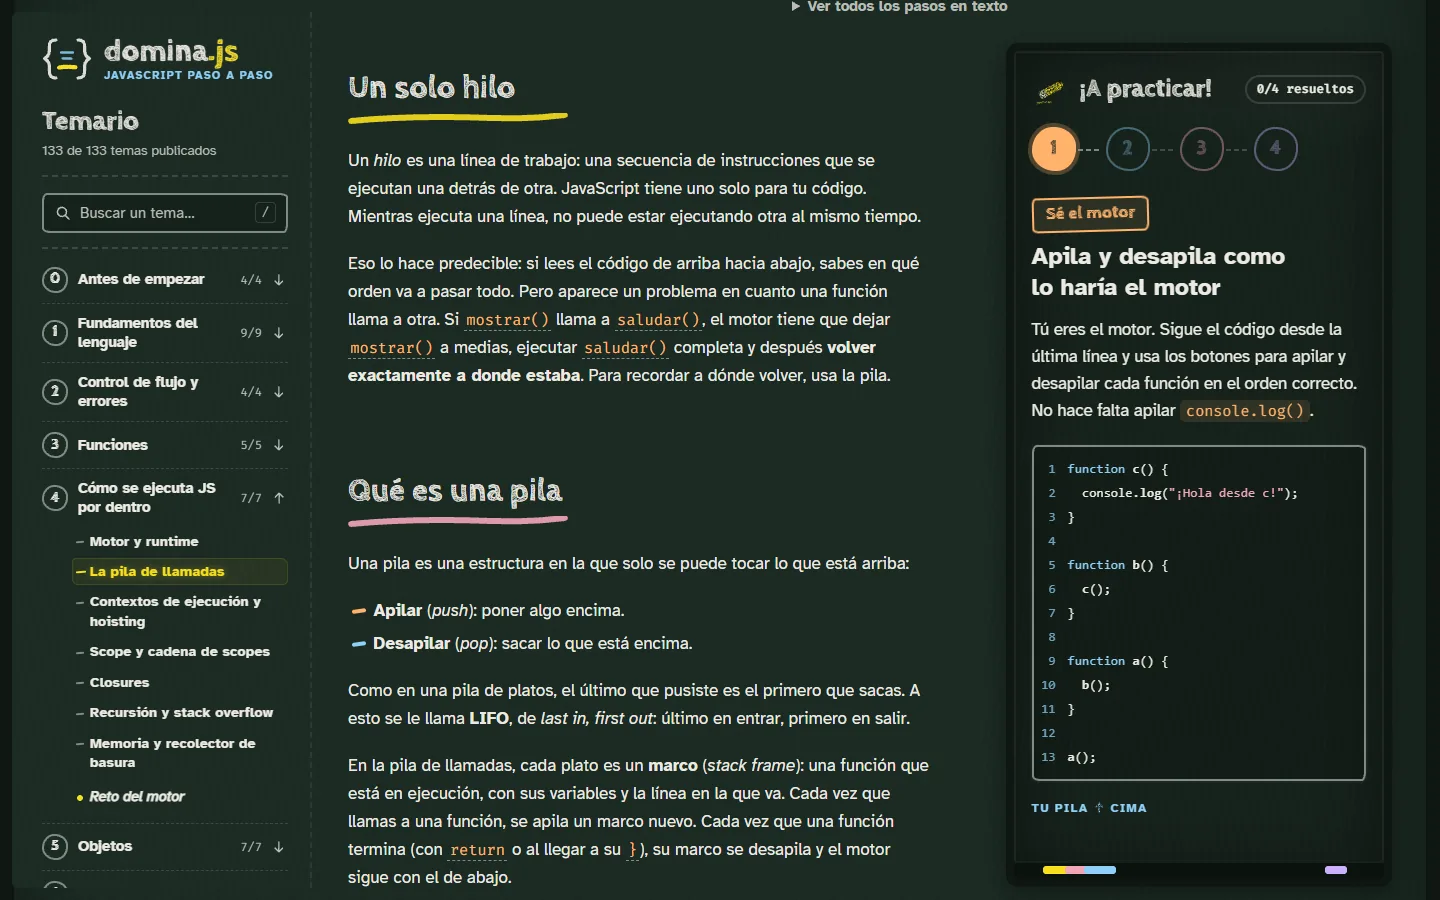 ▶ Ver todos los pasos en texto
{=} domina.js
JAVASCRIPT PASO A PASO
Temario
133 de 133 temas publicados
Buscar un tema... /
0 Antes de empezar 4/4 ↓
1 Fundamentos del lenguaje 9/9 ↓
2 Control de flujo y errores 4/4 ↓
3 Funciones 5/5 ↓
4 Cómo se ejecuta JS por dentro 7/7 ↑
Motor y runtime
La pila de llamadas
Contextos de ejecución y
hoisting
Scope y cadena de scopes
Closures
Recursión y stack overflow
Memoria y recolector de
basura
Reto del motor
5 Objetos 7/7 ↓
Un solo hilo
Un hilo es una línea de trabajo: una secuencia de instrucciones que se
ejecutan una detrás de otra. JavaScript tiene uno solo para tu código.
Mientras ejecuta una línea, no puede estar ejecutando otra al mismo tiempo.
Eso lo hace predecible: si lees el código de arriba hacia abajo, sabes en qué
orden va a pasar todo. Pero aparece un problema en cuanto una función
llama a otra. Si mostrar() llama a saludar(), el motor tiene que dejar
mostrar() a medias, ejecutar saludar() completa y después volver
exactamente a donde estaba. Para recordar a dónde volver, usa la pila.
Qué es una pila
Una pila es una estructura en la que solo se puede tocar lo que está arriba:
Apilar (push): poner algo encima.
Desapilar (pop): sacar lo que está encima.
Como en una pila de platos, el último que pusiste es el primero que sacas. A
esto se le llama LIFO, de last in, first out: último en entrar, primero en salir.
En la pila de llamadas, cada plato es un marco (stack frame): una función que
está en ejecución, con sus variables y la línea en la que va. Cada vez que
llamas a una función, se apila un marco nuevo. Cada vez que una función
termina (con return o al llegar a su }), su marco se desapila y el motor
sigue con el de abajo.
¡A practicar! 0/4 resueltos
1 2 3 4
Sé el motor
Apila y desapila como
lo haría el motor
Tú eres el motor. Sigue el código desde la
última línea y usa los botones para apilar y
desapilar cada función en el orden correcto.
No hace falta apilar console.log().
1 function c() {
2 console.log("¡Hola desde c!");
3 }
4
5 function b() {
6 c();
7 }
8
9 function a() {
10 b();
11 }
12
13 a();
TU PILA ↑ CIMA